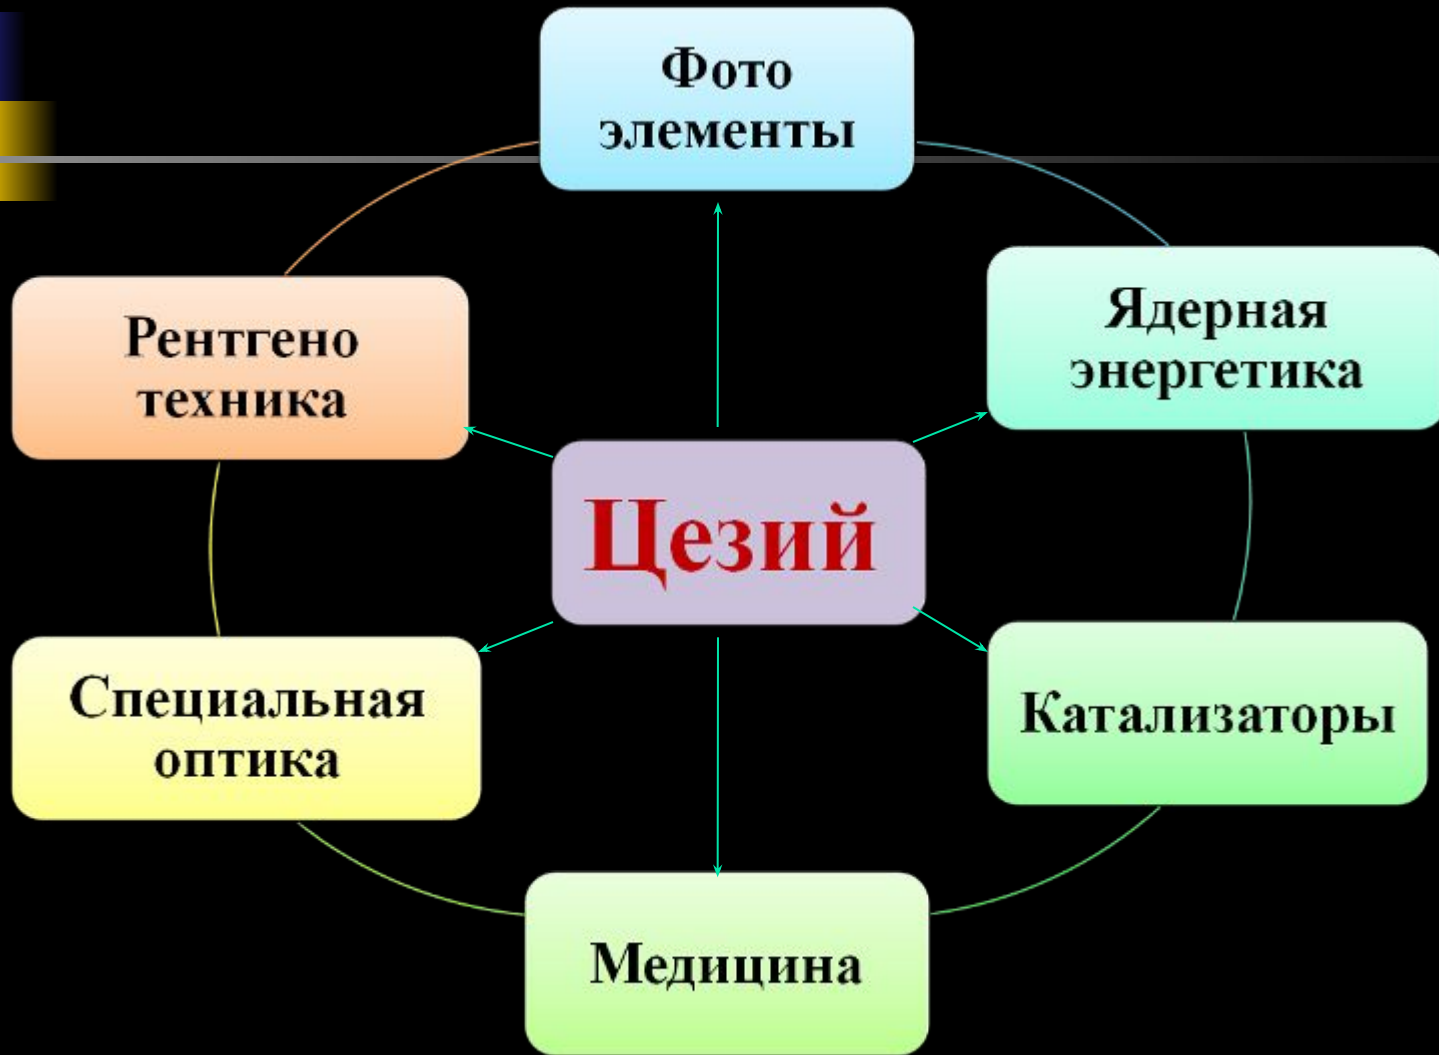 Фото
элементы
Ядерная
энергетика
Рентгено
техника
Цезий
Специальная
оптика
Катализаторы
Медицина